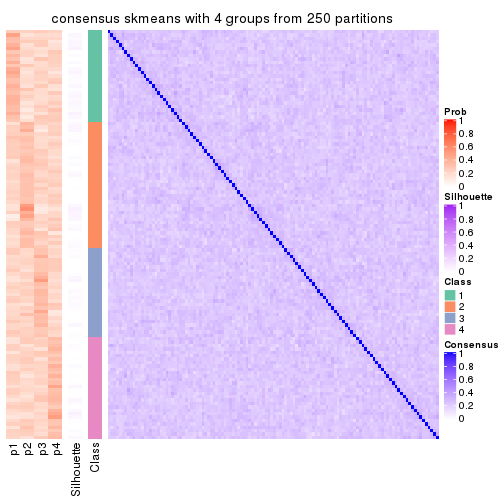 consensus skmeans with 4 groups from 250 partitions
Prob
1
0.8
0.6
0.4
0.2
0
Silhouette
1
0.8
0.6
0.4
0.2
0
Class
1
2
3
4
Consensus
1
0.8
0.6
0.4
0.2
0
p1
p2
p3
p4
Silhouette
Class